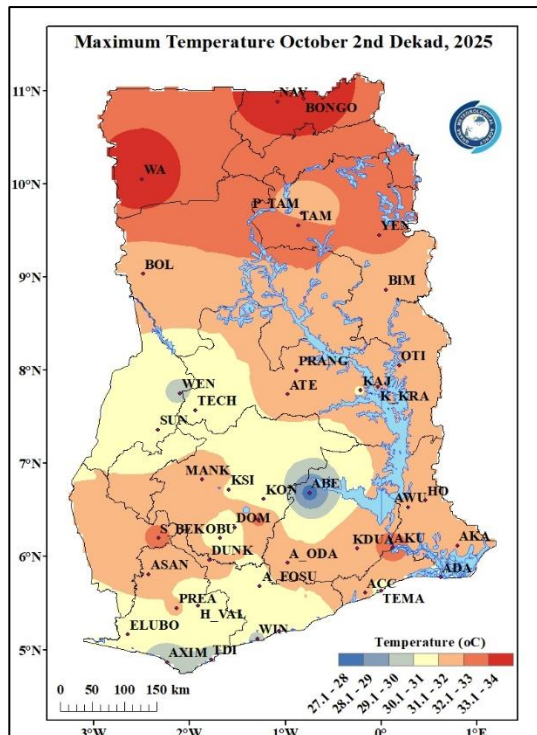 Maximum Temperature October 2nd Dekad, 2025
11°N
10°N
9°N
8°N
7°N
6°N
5°N
NAV
BONGO
WA
P_TAM
TAM
YEN
BOL
BIM
PRANG
OTI
WEN
ATE
KAJ
K_KRA
TECH
SUN
MANK
KSI
KON
ABE
AWU
HO
DOM
S_BEK
OBU
DUNK
KDUA
AKU
AKA
ASAN
A_ODA
ADA
A_FOSU
ACC
TEMA
PREA
H_VAL
ELUBO
WIN
AXIM
TDI
Temperature (oC)
27.1 - 28
28.1 - 29
29.1 - 30
30.1 - 31
31.1 - 32
32.1 - 33
33.1 - 34
0 50 100 150 km
3°W 2°W 1°W 0° 1°E